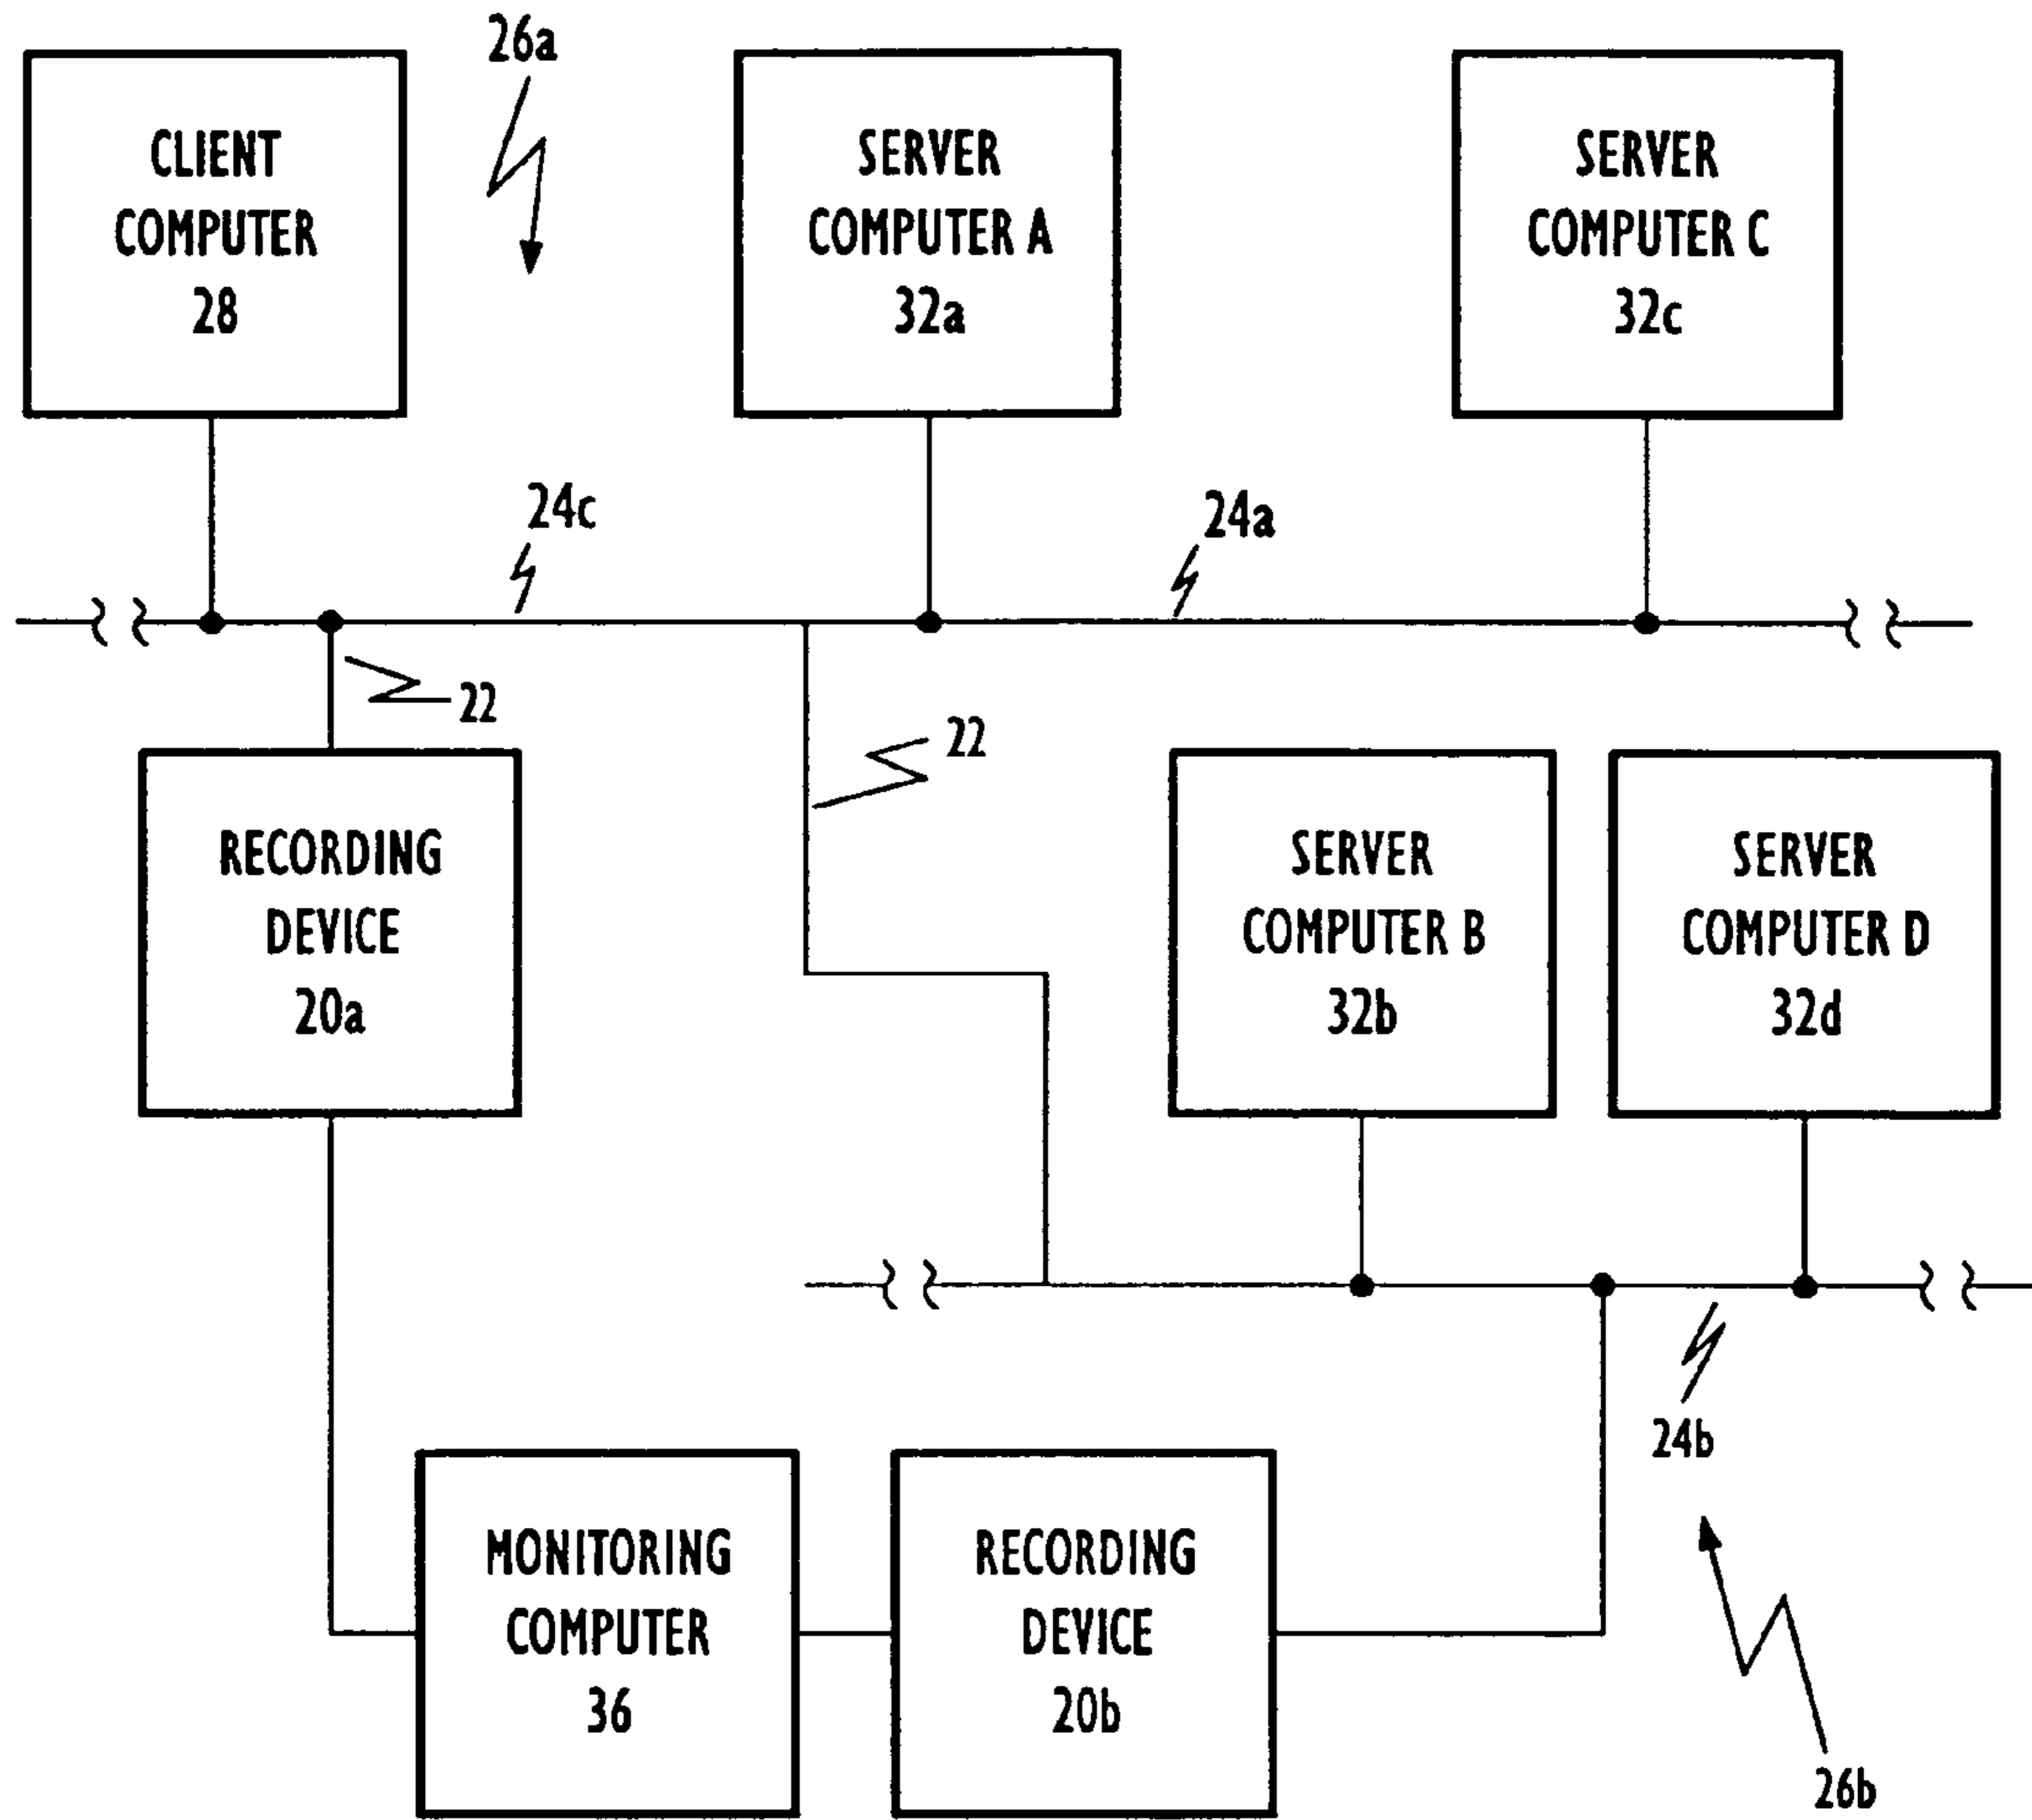 26a
CLIENT
COMPUTER
28
SERVER
COMPUTER A
32a
SERVER
COMPUTER C
32c
24c
24a
22
22
RECORDING
DEVICE
20a
SERVER
COMPUTER B
32b
SERVER
COMPUTER D
32d
24b
MONITORING
COMPUTER
36
RECORDING
DEVICE
20b
26b